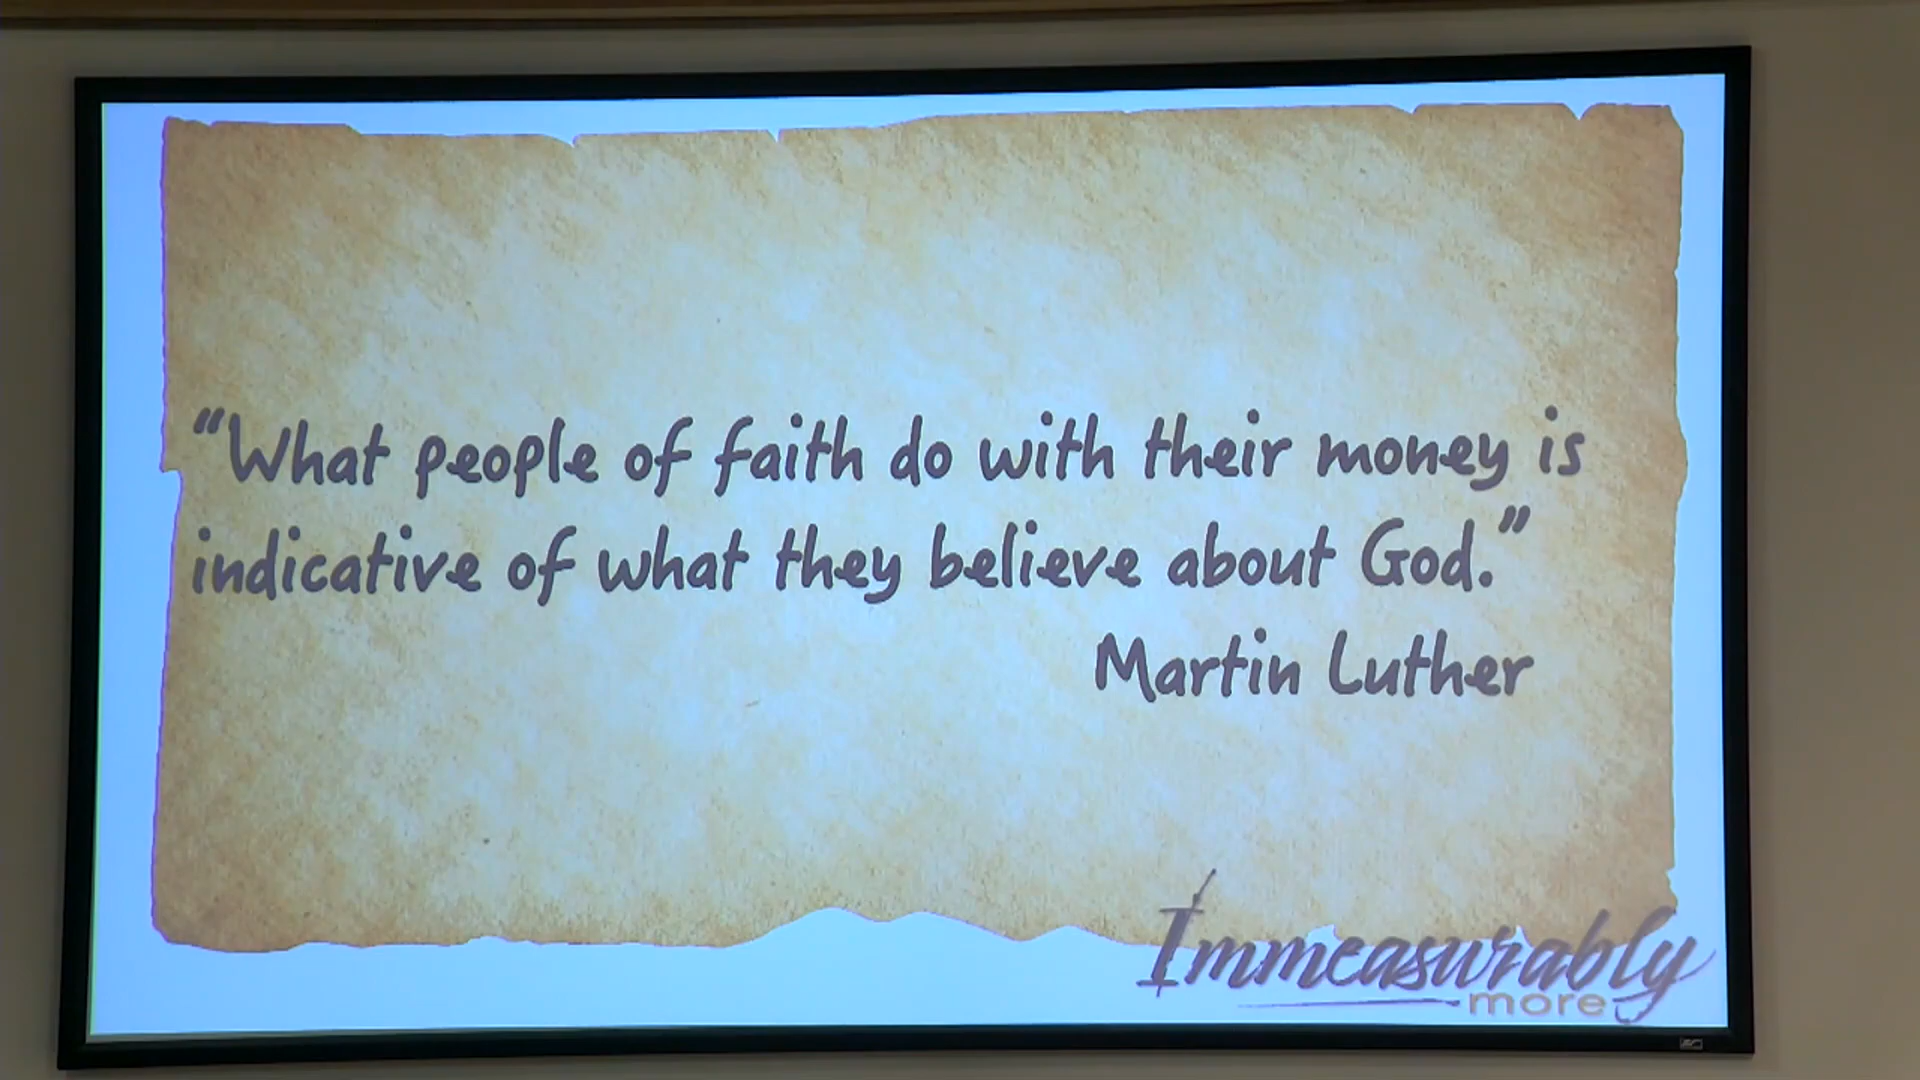 “What people of faith do with their money is
indicative of what they believe about God.”
Martin Luther
Immeasurably
more